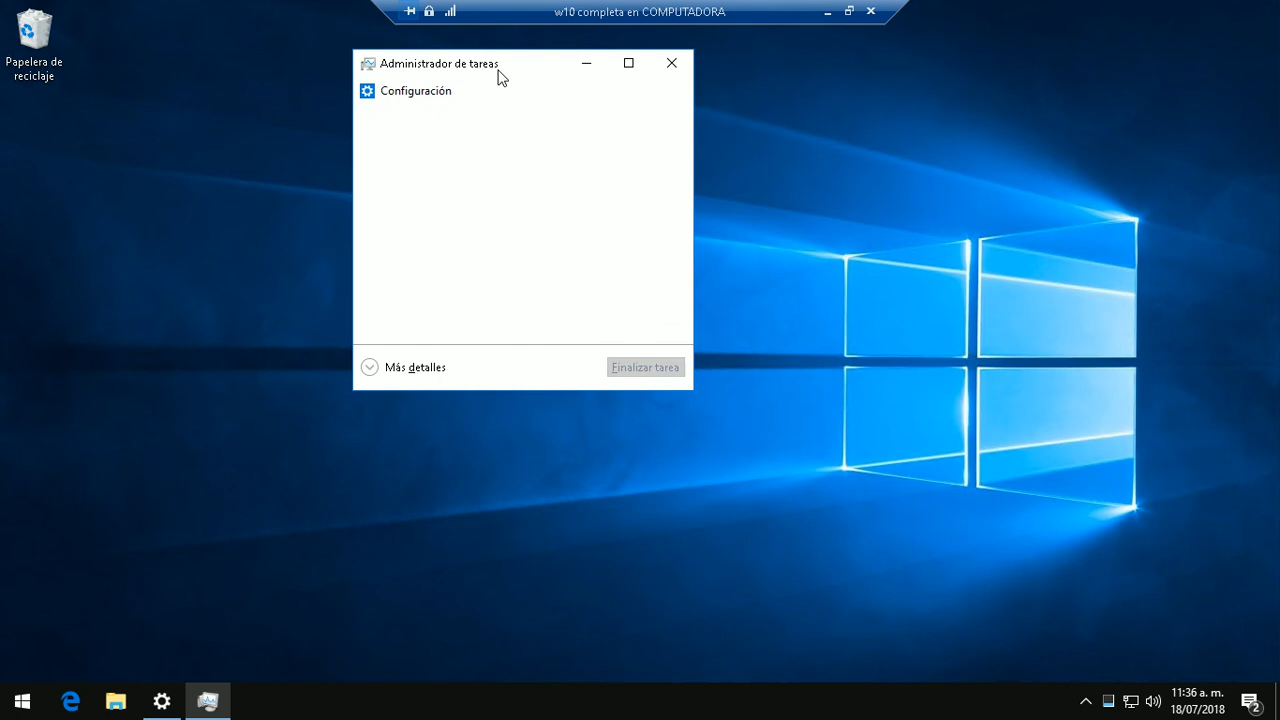 w10 completa en COMPUTADORA
Papelera de
reciclaje
Administrador de tareas
Configuración
Más detalles
Finalizar tarea
11:36 a. m.
18/07/2018
2